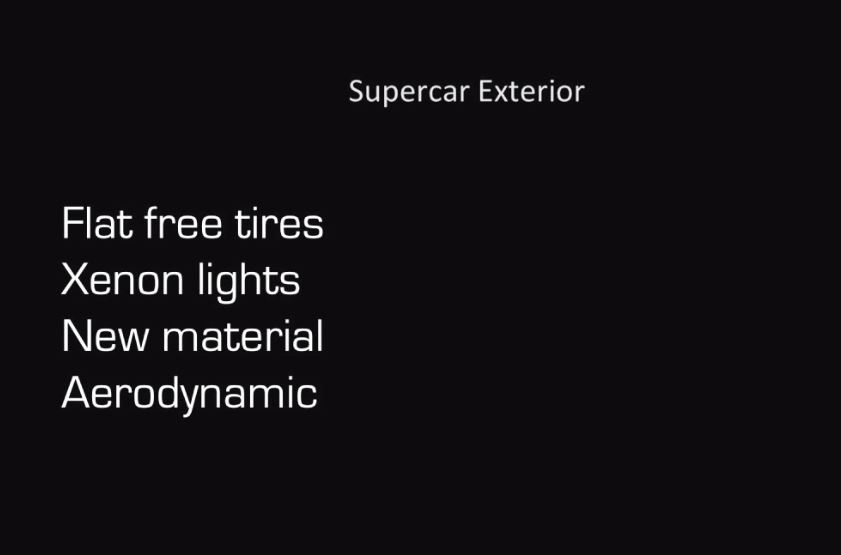 Supercar Exterior
Flat free tires
Xenon lights
New material
Aerodynamic